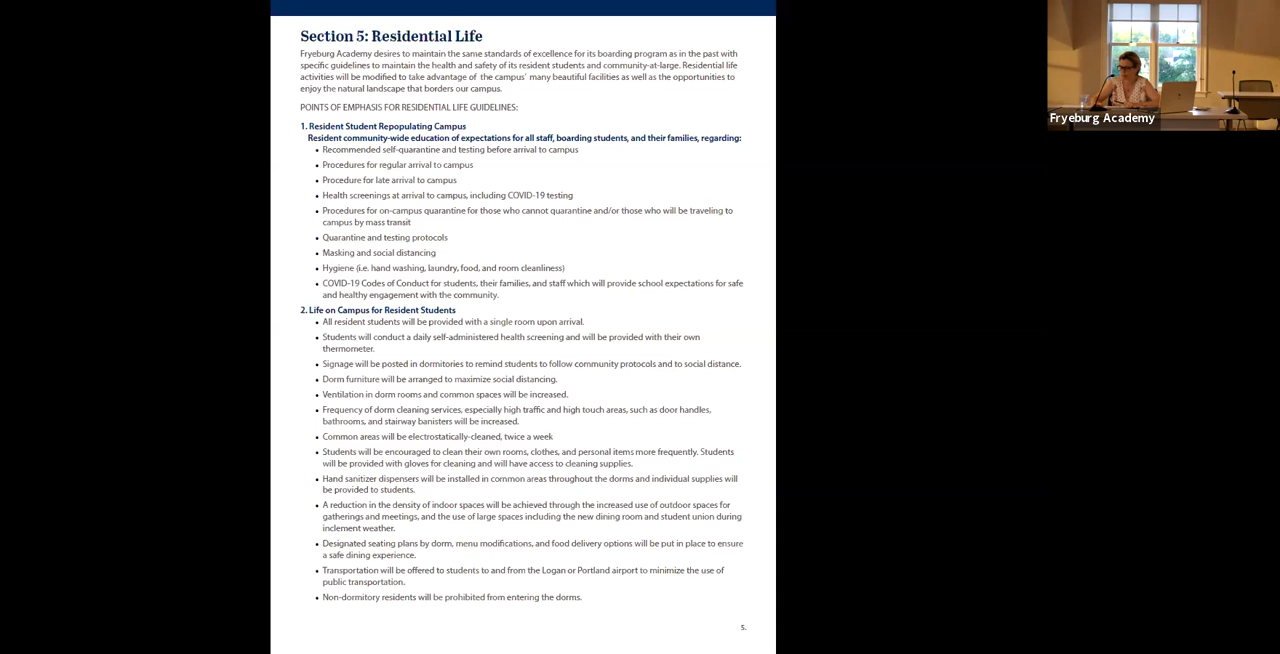 Section 5: Residential Life
Fryeburg Academy desires to maintain the same standards of excellence for its boarding program as in the past with
specific guidelines to maintain the health and safety of its resident students and community-at-large. Residential life
activities will be modified to take advantage of the campus' many beautiful facilities as well as the opportunities to
enjoy the natural landscape that borders our campus.
POINTS OF EMPHASIS FOR RESIDENTIAL LIFE GUIDELINES:
1. Resident Student Repopulating Campus
Resident community-wide education of expectations for all staff, boarding students, and their families, regarding:
• Recommended self-quarantine and testing before arrival to campus
• Procedures for regular arrival to campus
• Procedure for late arrival to campus
• Health screenings at arrival to campus, including COVID-19 testing
• Procedures for on-campus quarantine for those who cannot quarantine and/or those who will be traveling to
campus by mass transit
• Quarantine and testing protocols
• Masking and social distancing
• Hygiene (i.e. hand washing, laundry, food, and room cleanliness)
• COVID-19 Codes of Conduct for students, their families, and staff which will provide school expectations for safe
and healthy engagement with the community.
2. Life on Campus for Resident Students
• All resident students will be provided with a single room upon arrival.
• Students will conduct a daily self-administered health screening and will be provided with their own
thermometer.
• Signage will be posted in dormitories to remind students to follow community protocols and to social distance.
• Dorm furniture will be arranged to maximize social distancing.
• Ventilation in dorm rooms and common spaces will be increased.
• Frequency of dorm cleaning services, especially high traffic and high touch areas, such as door handles,
bathrooms, and stairway banisters will be increased.
• Common areas will be electrostatically-cleaned, twice a week
• Students will be encouraged to clean their own rooms, clothes, and personal items more frequently. Students
will be provided with gloves for cleaning and will have access to cleaning supplies.
• Hand sanitizer dispensers will be installed in common areas throughout the dorms and individual supplies will
be provided to students.
• A reduction in the density of indoor spaces will be achieved through the increased use of outdoor spaces for
gatherings and meetings, and the use of large spaces including the new dining room and student union during
inclement weather.
• Designated seating plans by dorm, menu modifications, and food delivery options will be put in place to ensure
a safe dining experience.
• Transportation will be offered to students to and from the Logan or Portland airport to minimize the use of
public transportation.
• Non-dormitory residents will be prohibited from entering the dorms.
5.
Fryeburg Academy